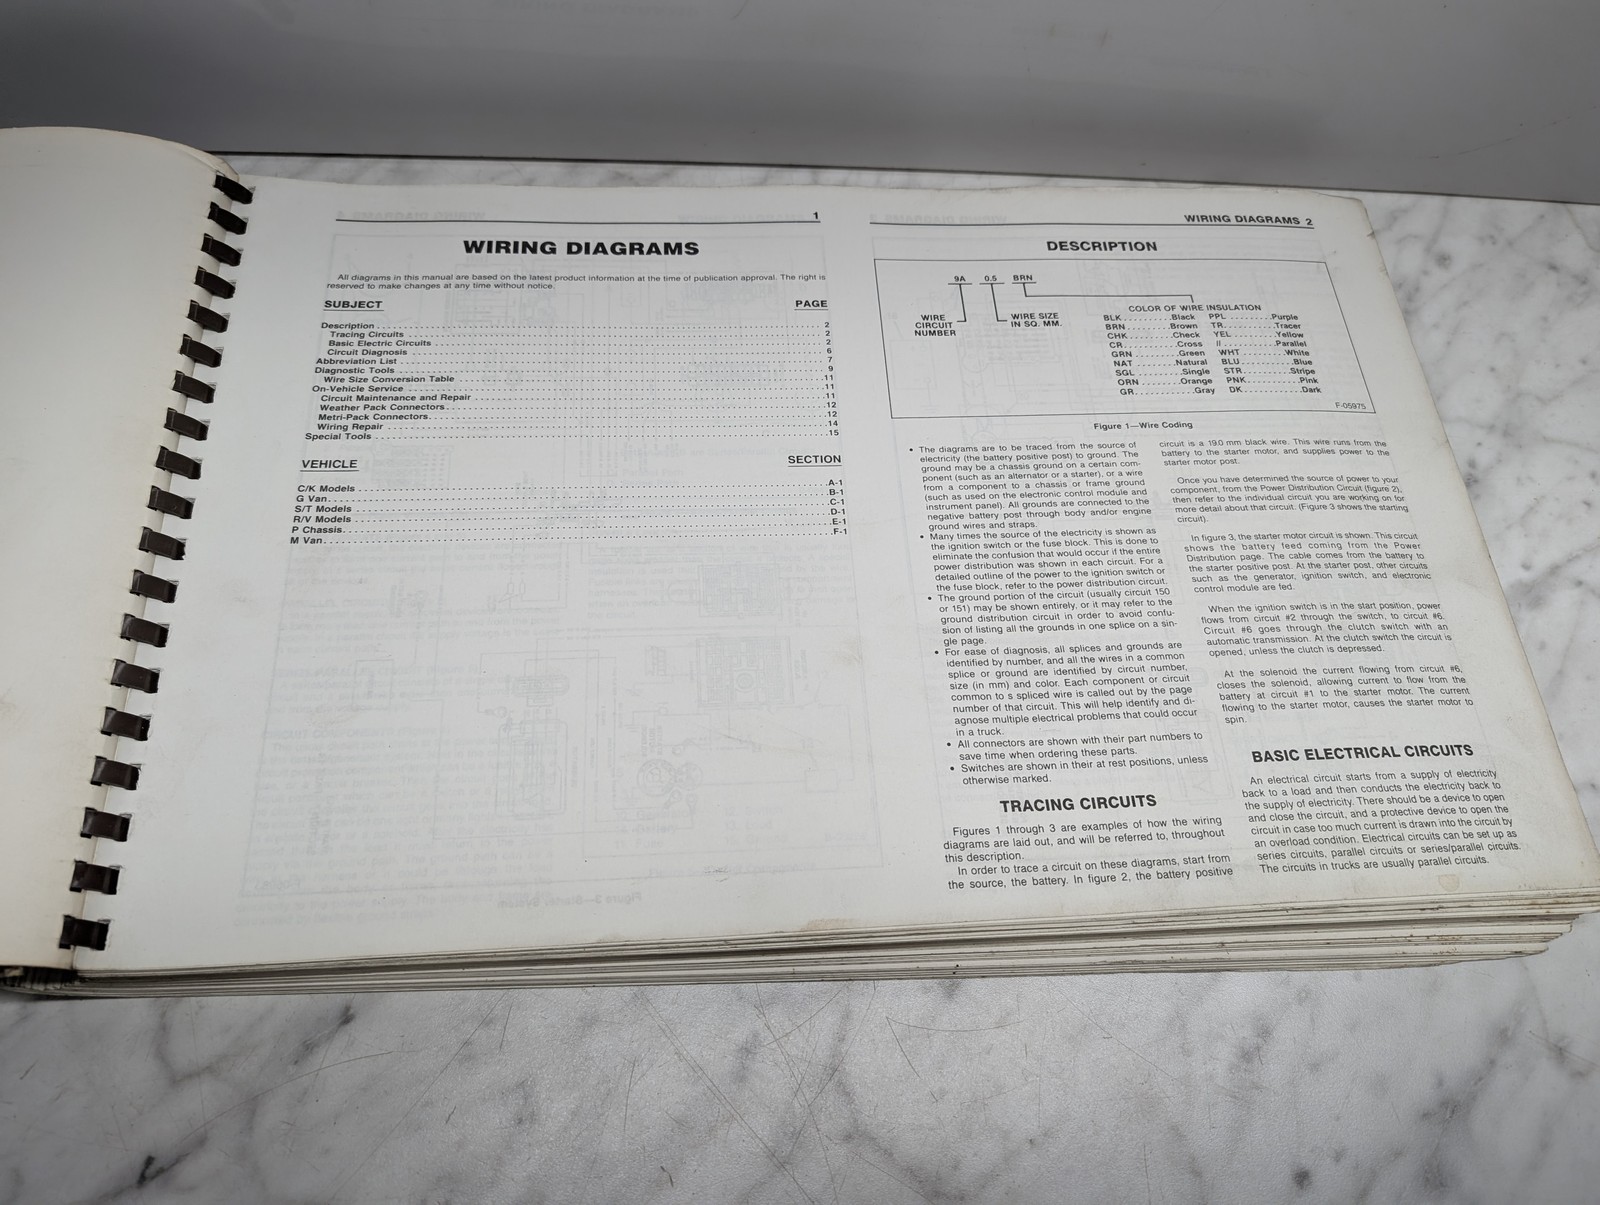 1
WIRING DIAGRAMS
All diagrams in this manual are based on the latest product information at the time of publication approval. The right is
reserved to make changes at any time without notice.
SUBJECT PAGE
Description 2
Tracing Circuits 2
Basic Electric Circuits 2
Circuit Diagnosis 6
Abbreviation List 7
Diagnostic Tools 9
Wire Size Conversion Table 11
On-Vehicle Service 11
Circuit Maintenance and Repair 11
Weather Pack Connectors 12
Metri-Pack Connectors 12
Wiring Repair 14
Special Tools 15
VEHICLE SECTION
C/K Models A-1
G Van B-1
S/T Models C-1
R/V Models D-1
P Chassis E-1
M Van F-1
WIRING DIAGRAMS 2
DESCRIPTION
9A 0.5 BRN
WIRE
CIRCUIT
NUMBER
WIRE SIZE
IN SQ. MM.
COLOR OF WIRE INSULATION
BLK Black PPL Purple
BRN Brown TR Tracer
CHK Check YEL Yellow
CR Cross // Parallel
GRN Green WHT White
NAT Natural BLU Blue
SGL Single STR Stripe
ORN Orange PNK Pink
GR Gray DK Dark
F-05975
Figure 1—Wire Coding
• The diagrams are to be traced from the source of
electricity (the battery positive post) to ground. The
ground may be a chassis ground on a certain com-
ponent (such as an alternator or a starter), or a wire
from a component to a chassis or frame ground
(such as used on the electronic control module and
instrument panel). All grounds are connected to the
negative battery post through body and/or engine
ground wires and straps.
• Many times the source of the electricity is shown as
the ignition switch or the fuse block. This is done to
eliminate the confusion that would occur if the entire
power distribution was shown in each circuit. For a
detailed outline of the power to the ignition switch or
the fuse block, refer to the power distribution circuit.
• The ground portion of the circuit (usually circuit 150
or 151) may be shown entirely, or it may refer to the
ground distribution circuit in order to avoid confu-
sion of listing all the grounds in one splice on a sin-
gle page.
• For ease of diagnosis, all splices and grounds are
identified by number, and all the wires in a common
splice or ground are identified by circuit number,
size (in mm) and color. Each component or circuit
common to s spliced wire is called out by the page
number of that circuit. This will help identify and di-
agnose multiple electrical problems that could occur
in a truck.
• All connectors are shown with their part numbers to
save time when ordering these parts.
• Switches are shown in their at rest positions, unless
otherwise marked.
TRACING CIRCUITS
Figures 1 through 3 are examples of how the wiring
diagrams are laid out, and will be referred to, throughout
this description.
In order to trace a circuit on these diagrams, start from
the source, the battery. In figure 2, the battery positive
circuit is a 19.0 mm black wire. This wire runs from the
battery to the starter motor, and supplies power to the
starter motor post.
Once you have determined the source of power to your
component, from the Power Distribution Circuit (figure 2),
then refer to the individual circuit you are working on for
more detail about that circuit. (Figure 3 shows the starting
circuit).
In figure 3, the starter motor circuit is shown. This circuit
shows the battery feed coming from the Power
Distribution page. The cable comes from the battery to
the starter positive post. At the starter post, other circuits
such as the generator, ignition switch, and electronic
control module are fed.
When the ignition switch is in the start position, power
flows from circuit #2 through the switch, to circuit #6.
Circuit #6 goes through the clutch switch with an
automatic transmission. At the clutch switch the circuit is
opened, unless the clutch is depressed.
At the solenoid the current flowing from circuit #6,
closes the solenoid, allowing current to flow from the
battery at circuit #1 to the starter motor. The current
flowing to the starter motor, causes the starter motor to
spin.
BASIC ELECTRICAL CIRCUITS
An electrical circuit starts from a supply of electricity
back to a load and then conducts the electricity back to
the supply of electricity. There should be a device to open
and close the circuit, and a protective device to open the
circuit in case too much current is drawn into the circuit by
an overload condition. Electrical circuits can be set up as
series circuits, parallel circuits or series/parallel circuits.
The circuits in trucks are usually parallel circuits.